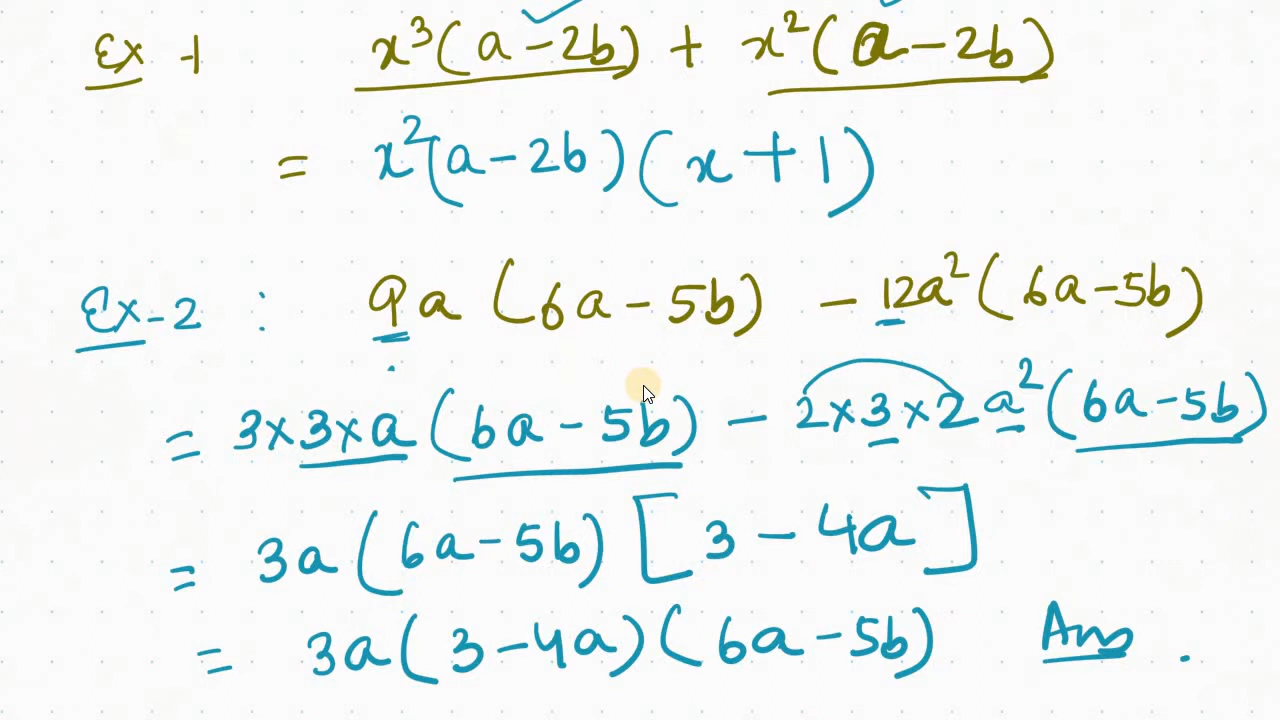 Ex -1 x³(a-2b) + x²(a-2b)
= x²(a-2b)(x+1)
Ex-2 : 9a(6a-5b) - 12a²(6a-5b)
= 3×3×a(6a-5b) - 2×3×2a²(6a-5b)
= 3a(6a-5b)[3-4a]
= 3a(3-4a)(6a-5b) Ans.